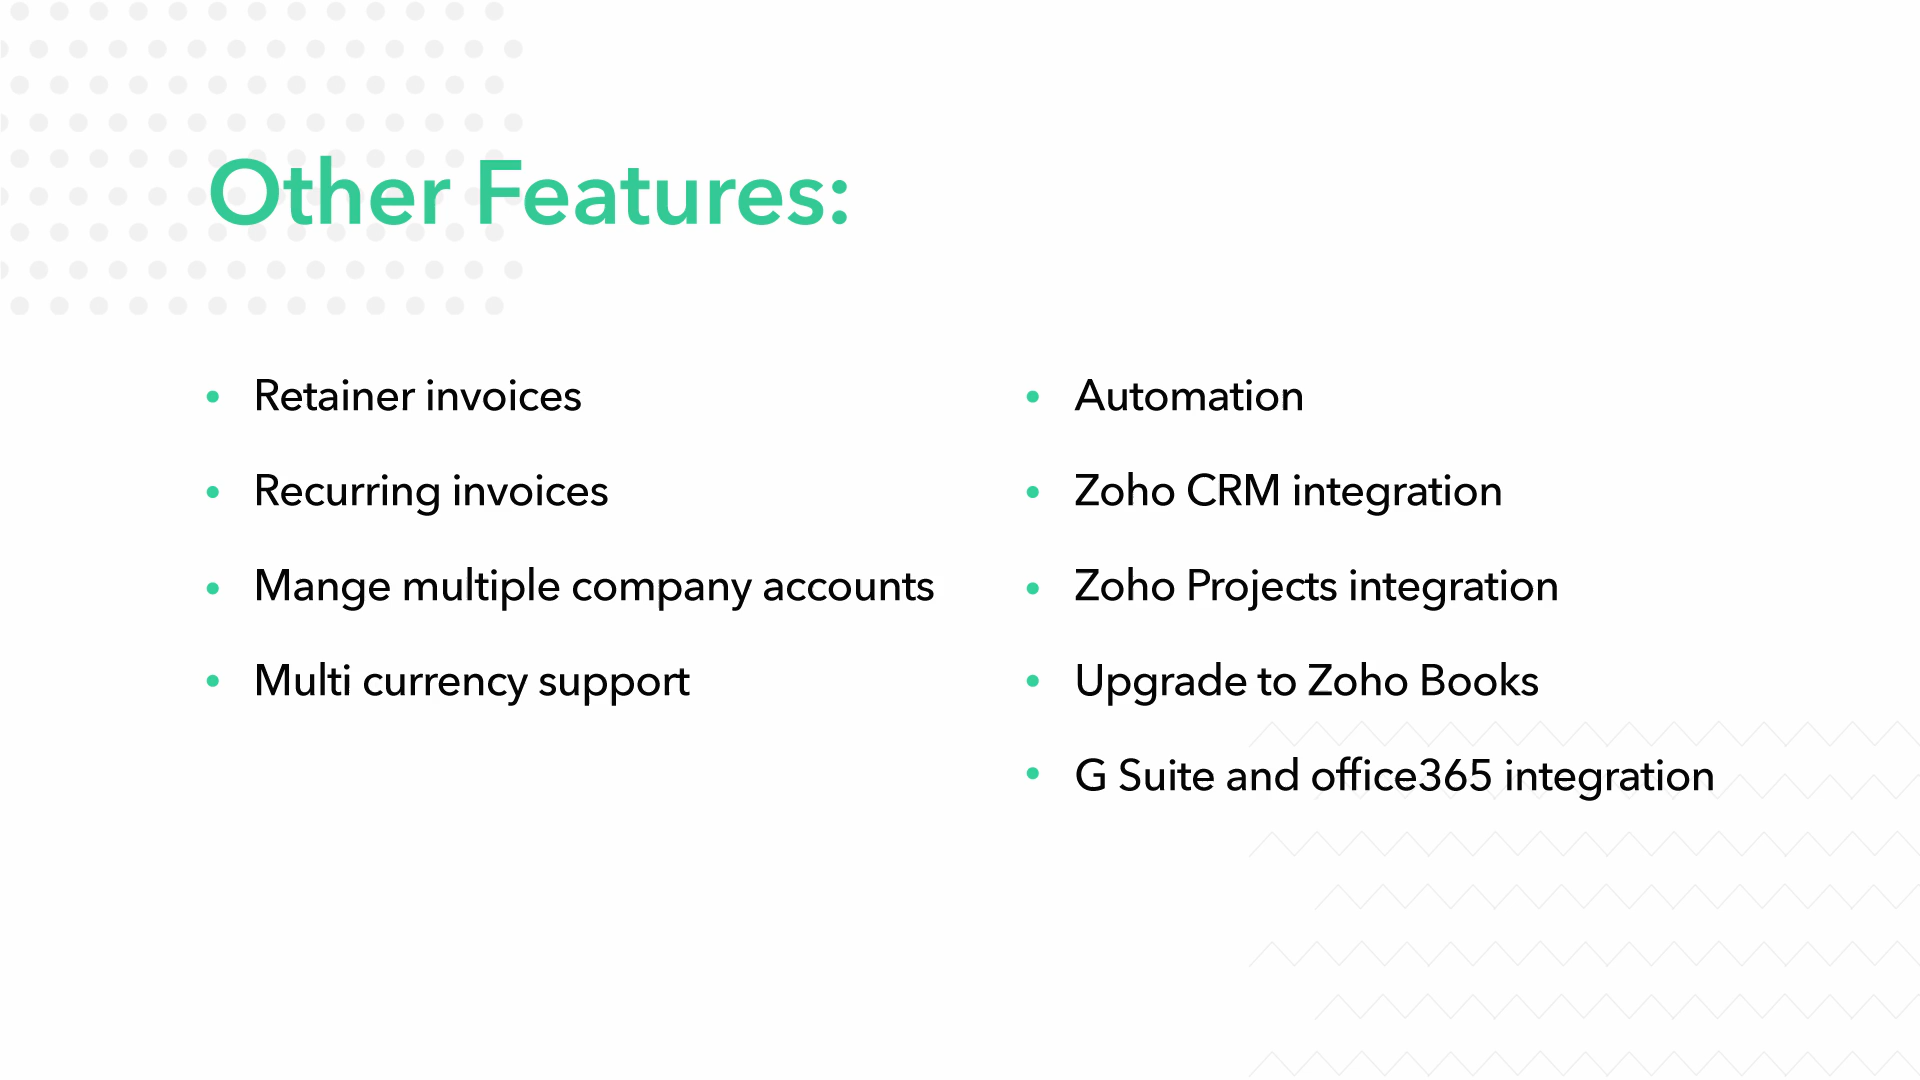 Other Features:
• Retainer invoices
• Recurring invoices
• Mange multiple company accounts
• Multi currency support
• Automation
• Zoho CRM integration
• Zoho Projects integration
• Upgrade to Zoho Books
• G Suite and office365 integration